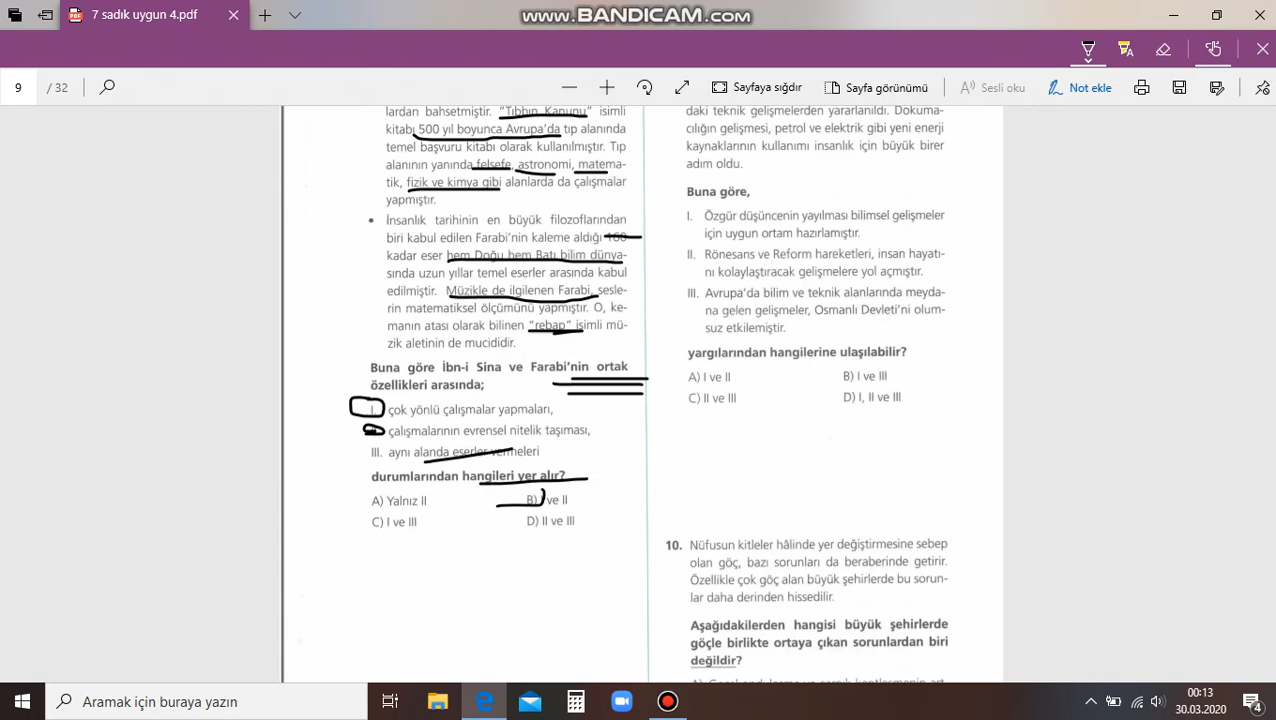 7 sadık uygun 4.pdf
www.BANDICAM.com
9 / 32
Sayfaya sığdır
Sayfa görünümü
Sesli oku
Not ekle
lardan bahsetmiştir. “Tıbbın Kanunu” isimli
kitabı 500 yıl boyunca Avrupa’da tıp alanında
temel başvuru kitabı olarak kullanılmıştır. Tıp
alanının yanında felsefe, astronomi, matema-
tik, fizik ve kimya gibi alanlarda da çalışmalar
yapmıştır.
• İnsanlık tarihinin en büyük filozoflarından
biri kabul edilen Farabi’nin kaleme aldığı 160
kadar eser hem Doğu hem Batı bilim dünya-
sında uzun yıllar temel eserler arasında kabul
edilmiştir. Müzikle de ilgilenen Farabi, sesle-
rin matematiksel ölçümünü yapmıştır. O, ke-
manın atası olarak bilinen “rebap” isimli mü-
zik aletinin de mucididir.
Buna göre İbn-i Sina ve Farabi’nin ortak
özellikleri arasında;
I. çok yönlü çalışmalar yapmaları,
çalışmalarının evrensel nitelik taşıması,
III. aynı alanda eserler vermeleri
durumlarından hangileri yer alır?
A) Yalnız II
B) I ve II
C) I ve III
D) II ve III
daki teknik gelişmelerden yararlanıldı. Dokuma-
cılığın gelişmesi, petrol ve elektrik gibi yeni enerji
kaynaklarının kullanımı insanlık için büyük birer
adım oldu.
Buna göre,
I. Özgür düşüncenin yayılması bilimsel gelişmeler
için uygun ortam hazırlamıştır.
II. Rönesans ve Reform hareketleri, insan hayatı-
nı kolaylaştıracak gelişmelere yol açmıştır.
III. Avrupa’da bilim ve teknik alanlarında meyda-
na gelen gelişmeler, Osmanlı Devleti’ni olum-
suz etkilemiştir.
yargılarından hangilerine ulaşılabilir?
A) I ve II
B) I ve III
C) II ve III
D) I, II ve III
10. Nüfusun kitleler hâlinde yer değiştirmesine sebep
olan göç, bazı sorunları da beraberinde getirir.
Özellikle çok göç alan büyük şehirlerde bu sorun-
lar daha derinden hissedilir.
Aşağıdakilerden hangisi büyük şehirlerde
göçle birlikte ortaya çıkan sorunlardan biri
değildir?
Aramak için buraya yazın
00:13
30.03.2020
4